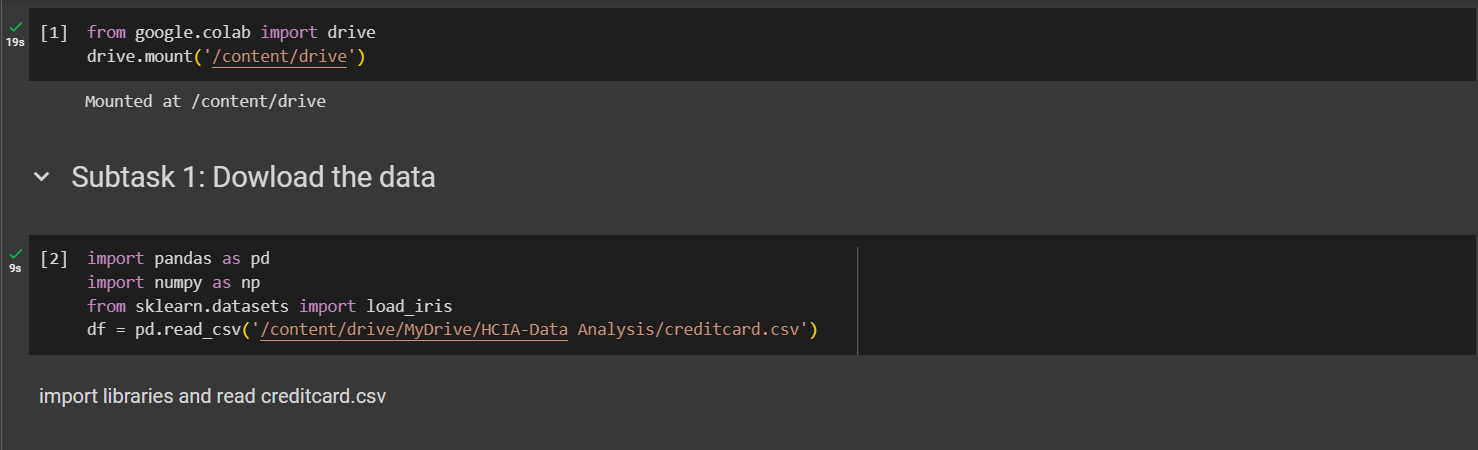 [1] from google.colab import drive
19s
drive.mount('/content/drive')
Mounted at /content/drive
Subtask 1: Dowload the data
[2] import pandas as pd
9s
import numpy as np
from sklearn.datasets import load_iris
df = pd.read_csv('/content/drive/MyDrive/HCIA-Data Analysis/creditcard.csv')
import libraries and read creditcard.csv